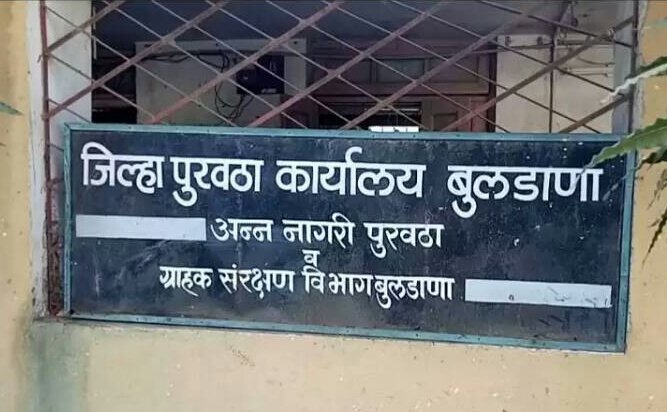 जिल्हा पुरवठा कार्यालय बुलडाणा
अन्न नागरी पुरवठा
व
ग्राहक संरक्षण विभाग बुलडाणा